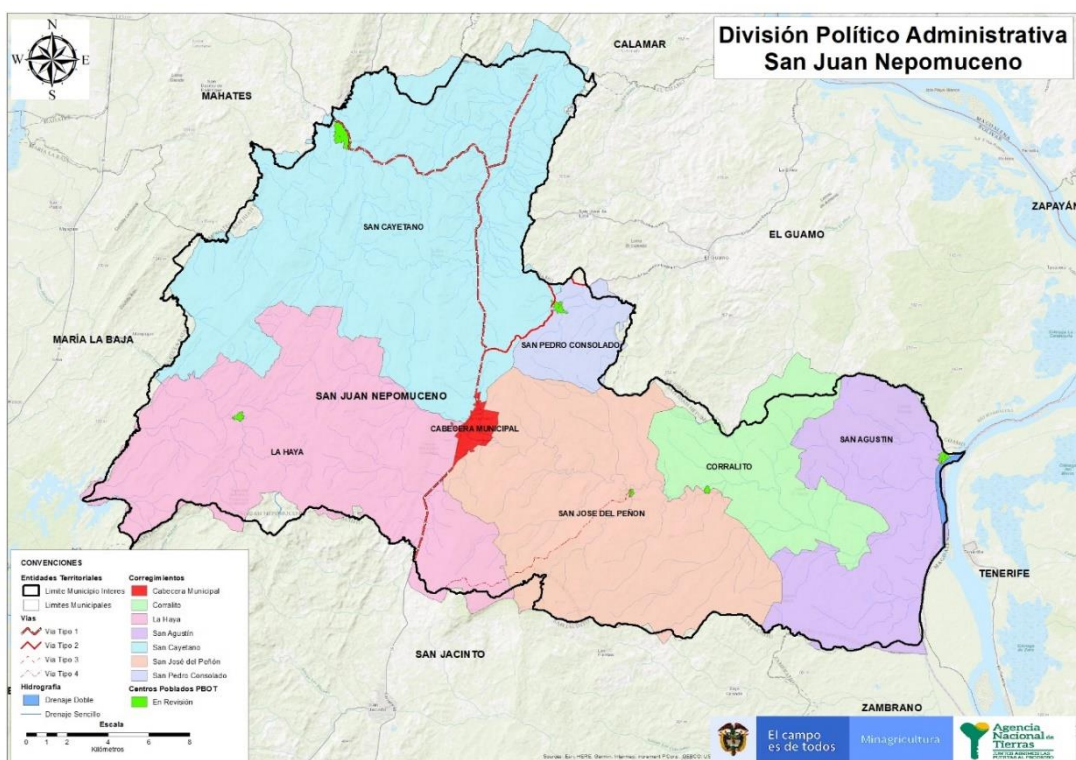 División Político Administrativa
San Juan Nepomuceno
N
W
E
S
CALAMAR
MAHATES
ZAPAYÁN
SAN CAYETANO
EL GUAMO
MARÍA LA BAJA
SAN PEDRO CONSOLADO
SAN JUAN NEPOMUCENO
CABECERA MUNICIPAL
SAN AGUSTIN
LA HAYA
CORRALITO
SAN JOSE DEL PEÑON
TENERIFE
SAN JACINTO
ZAMBRANO
CONVENCIONES
Entidades Territoriales
Limite Municipio Interes
Limites Municipales
Vias
Via Tipo 1
Via Tipo 2
Via Tipo 3
Via Tipo 4
Hidrografía
Drenaje Doble
Drenaje Sencillo
Corregimientos
Cabecera Municipal
Corralito
La Haya
San Agustín
San Cayetano
San José del Peñón
San Pedro Consolado
Centros Poblados PBOT
En Revisión
Escala
0 1 2 4 6 8
Kilómetros
El campo
es de todos
Minagricultura
Agencia
Nacional de
Tierras